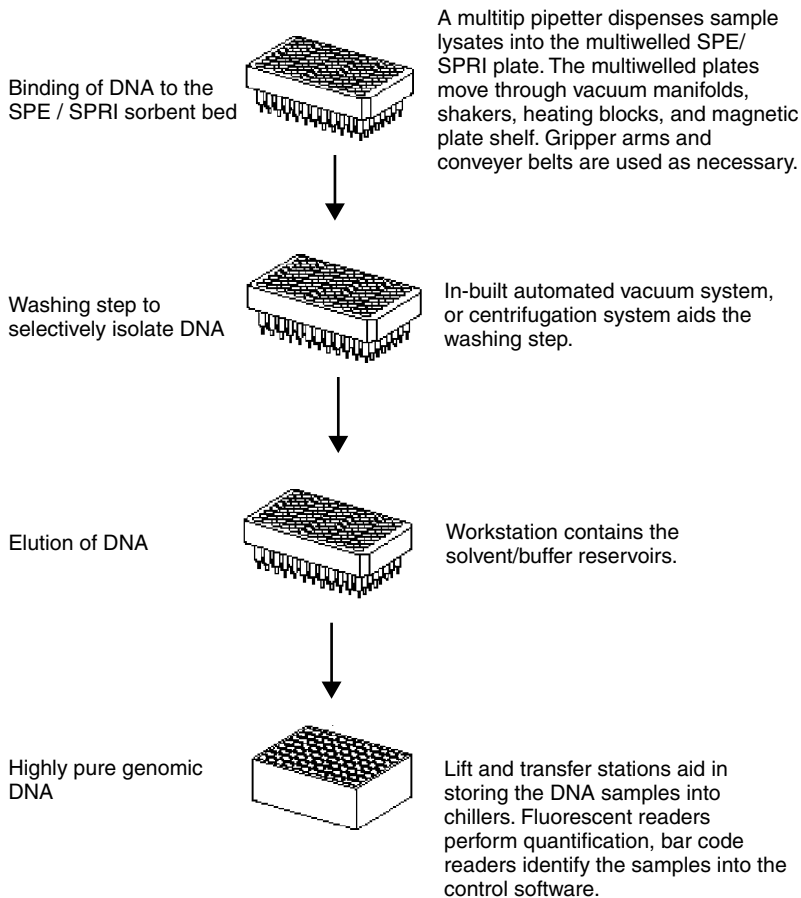 Binding of DNA to the
SPE / SPRI sorbent bed
A multitip pipetter dispenses sample
lysates into the multiwelled SPE/
SPRI plate. The multiwelled plates
move through vacuum manifolds,
shakers, heating blocks, and magnetic
plate shelf. Gripper arms and
conveyer belts are used as necessary.
Washing step to
selectively isolate DNA
In-built automated vacuum system,
or centrifugation system aids the
washing step.
Elution of DNA
Workstation contains the
solvent/buffer reservoirs.
Highly pure genomic
DNA
Lift and transfer stations aid in
storing the DNA samples into
chillers. Fluorescent readers
perform quantification, bar code
readers identify the samples into the
control software.